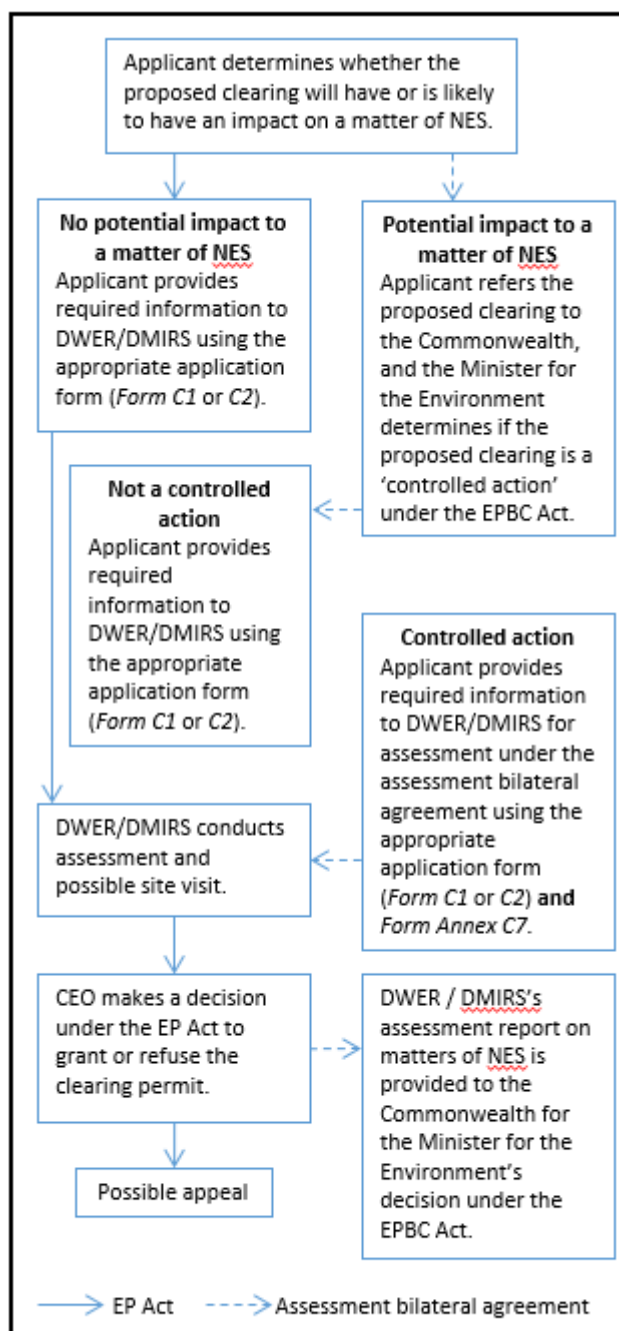 Applicant determines whether the
proposed clearing will have or is likely
to have an impact on a matter of NES.
No potential impact to
a matter of NES
Applicant provides
required information to
DWER/DMIRS using the
appropriate application
form (Form C1 or C2).
Potential impact to a
matter of NES
Applicant refers the
proposed clearing to
the Commonwealth,
and the Minister for
the Environment
determines if the
proposed clearing is a
‘controlled action’
under the EPBC Act.
Not a controlled
action
Applicant provides
required
information to
DWER/DMIRS using
the appropriate
application form
(Form C1 or C2).
Controlled action
Applicant provides
required information
to DWER/DMIRS for
assessment under the
assessment bilateral
agreement using the
appropriate
application form
(Form C1 or C2) and
Form Annex C7.
DWER/DMIRS conducts
assessment and
possible site visit.
CEO makes a decision
under the EP Act to
grant or refuse the
clearing permit.
DWER / DMIRS’s
assessment report on
matters of NES is
provided to the
Commonwealth for
the Minister for the
Environment’s
decision under the
EPBC Act.
Possible appeal
EP Act
Assessment bilateral agreement